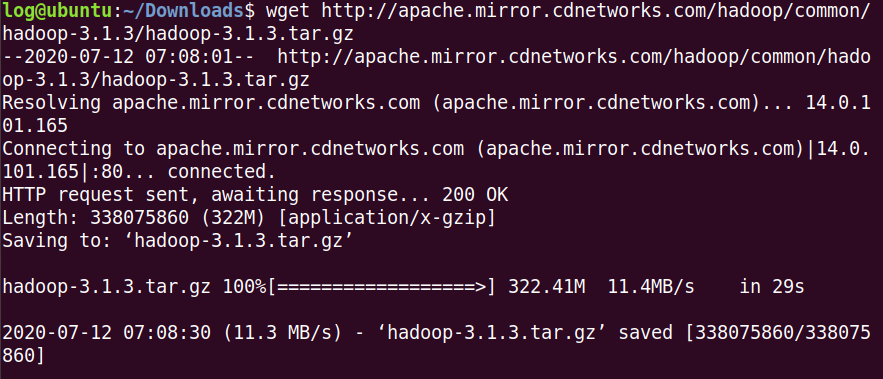 log@ubuntu:~/Downloads$ wget http://apache.mirror.cdnetworks.com/hadoop/common/
hadoop-3.1.3/hadoop-3.1.3.tar.gz
--2020-07-12 07:08:01--  http://apache.mirror.cdnetworks.com/hadoop/common/hado
op-3.1.3/hadoop-3.1.3.tar.gz
Resolving apache.mirror.cdnetworks.com (apache.mirror.cdnetworks.com)... 14.0.1
01.165
Connecting to apache.mirror.cdnetworks.com (apache.mirror.cdnetworks.com)|14.0.
101.165|:80... connected.
HTTP request sent, awaiting response... 200 OK
Length: 338075860 (322M) [application/x-gzip]
Saving to: ‘hadoop-3.1.3.tar.gz’
hadoop-3.1.3.tar.gz 100%[==================>] 322.41M  11.4MB/s    in 29s
2020-07-12 07:08:30 (11.3 MB/s) - ‘hadoop-3.1.3.tar.gz’ saved [338075860/338075
860]